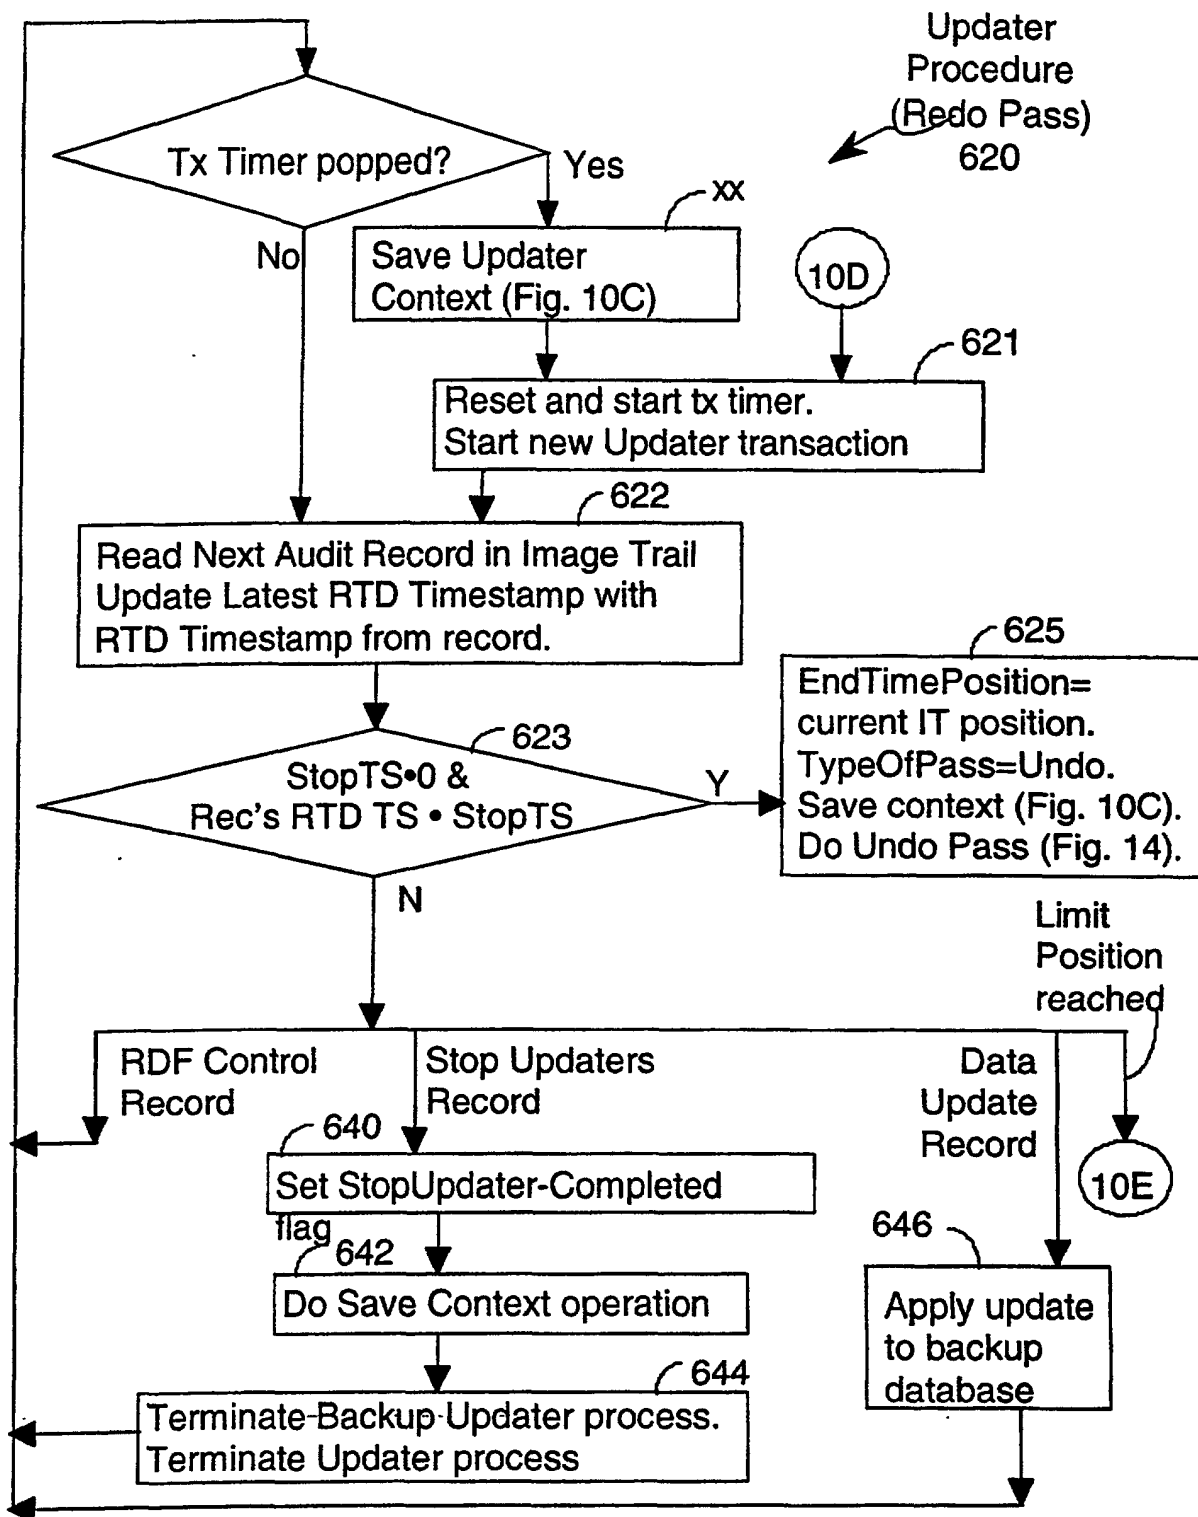 Updater
Procedure
(Redo Pass)
620
Tx Timer popped?
Yes
No
xx
Save Updater
Context (Fig. 10C)
10D
621
Reset and start tx timer.
Start new Updater transaction
622
Read Next Audit Record in Image Trail
Update Latest RTD Timestamp with
RTD Timestamp from record.
625
EndTimePosition=
current IT position.
TypeOfPass=Undo.
Save context (Fig. 10C).
Do Undo Pass (Fig. 14).
623
StopTS•0 &
Rec's RTD TS • StopTS
Y
N
Limit
Position
reached
RDF Control
Record
Stop Updaters
Record
Data
Update
Record
10E
640
Set StopUpdater-Completed
flag
642
Do Save Context operation
646
Apply update
to backup
database
644
Terminate Backup Updater process.
Terminate Updater process